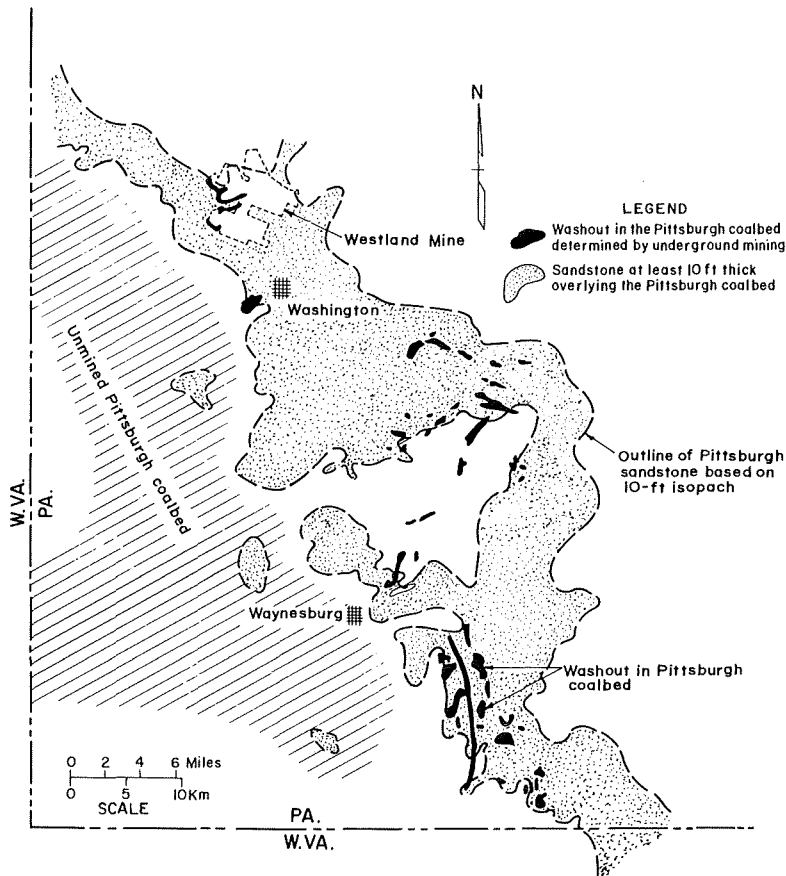 N
LEGEND
Washout in the Pittsburgh coalbed
determined by underground mining
Sandstone at least 10 ft thick
overlying the Pittsburgh coalbed
Westland Mine
Washington
Unmined Pittsburgh coalbed
Outline of Pittsburgh
sandstone based on
10-ft isopach
W.VA.
PA.
Waynesburg
Washout in Pittsburgh
coalbed
0 2 4 6 Miles
0 5 10Km
SCALE
PA.
W.VA.